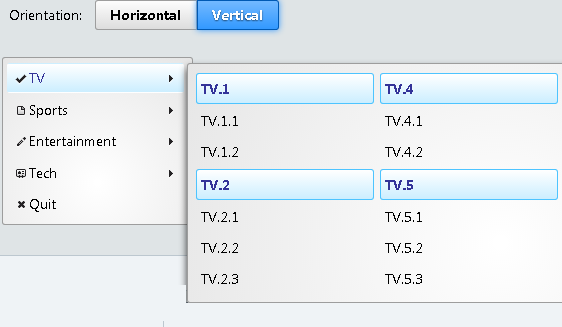 Orientation: Horizontal Vertical
TV
Sports
Entertainment
Tech
Quit
TV.1
TV.1.1
TV.1.2
TV.2
TV.2.1
TV.2.2
TV.2.3
TV.4
TV.4.1
TV.4.2
TV.5
TV.5.1
TV.5.2
TV.5.3